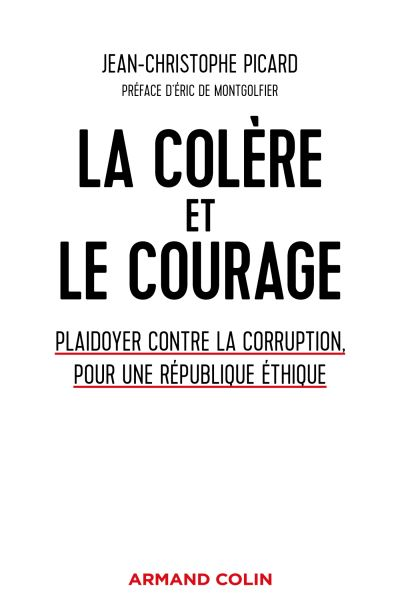 JEAN-CHRISTOPHE PICARD
PRÉFACE D'ÉRIC DE MONTGOLFIER
LA COLÈRE
ET
LE COURAGE
PLAIDOYER CONTRE LA CORRUPTION,
POUR UNE RÉPUBLIQUE ÉTHIQUE
ARMAND COLIN